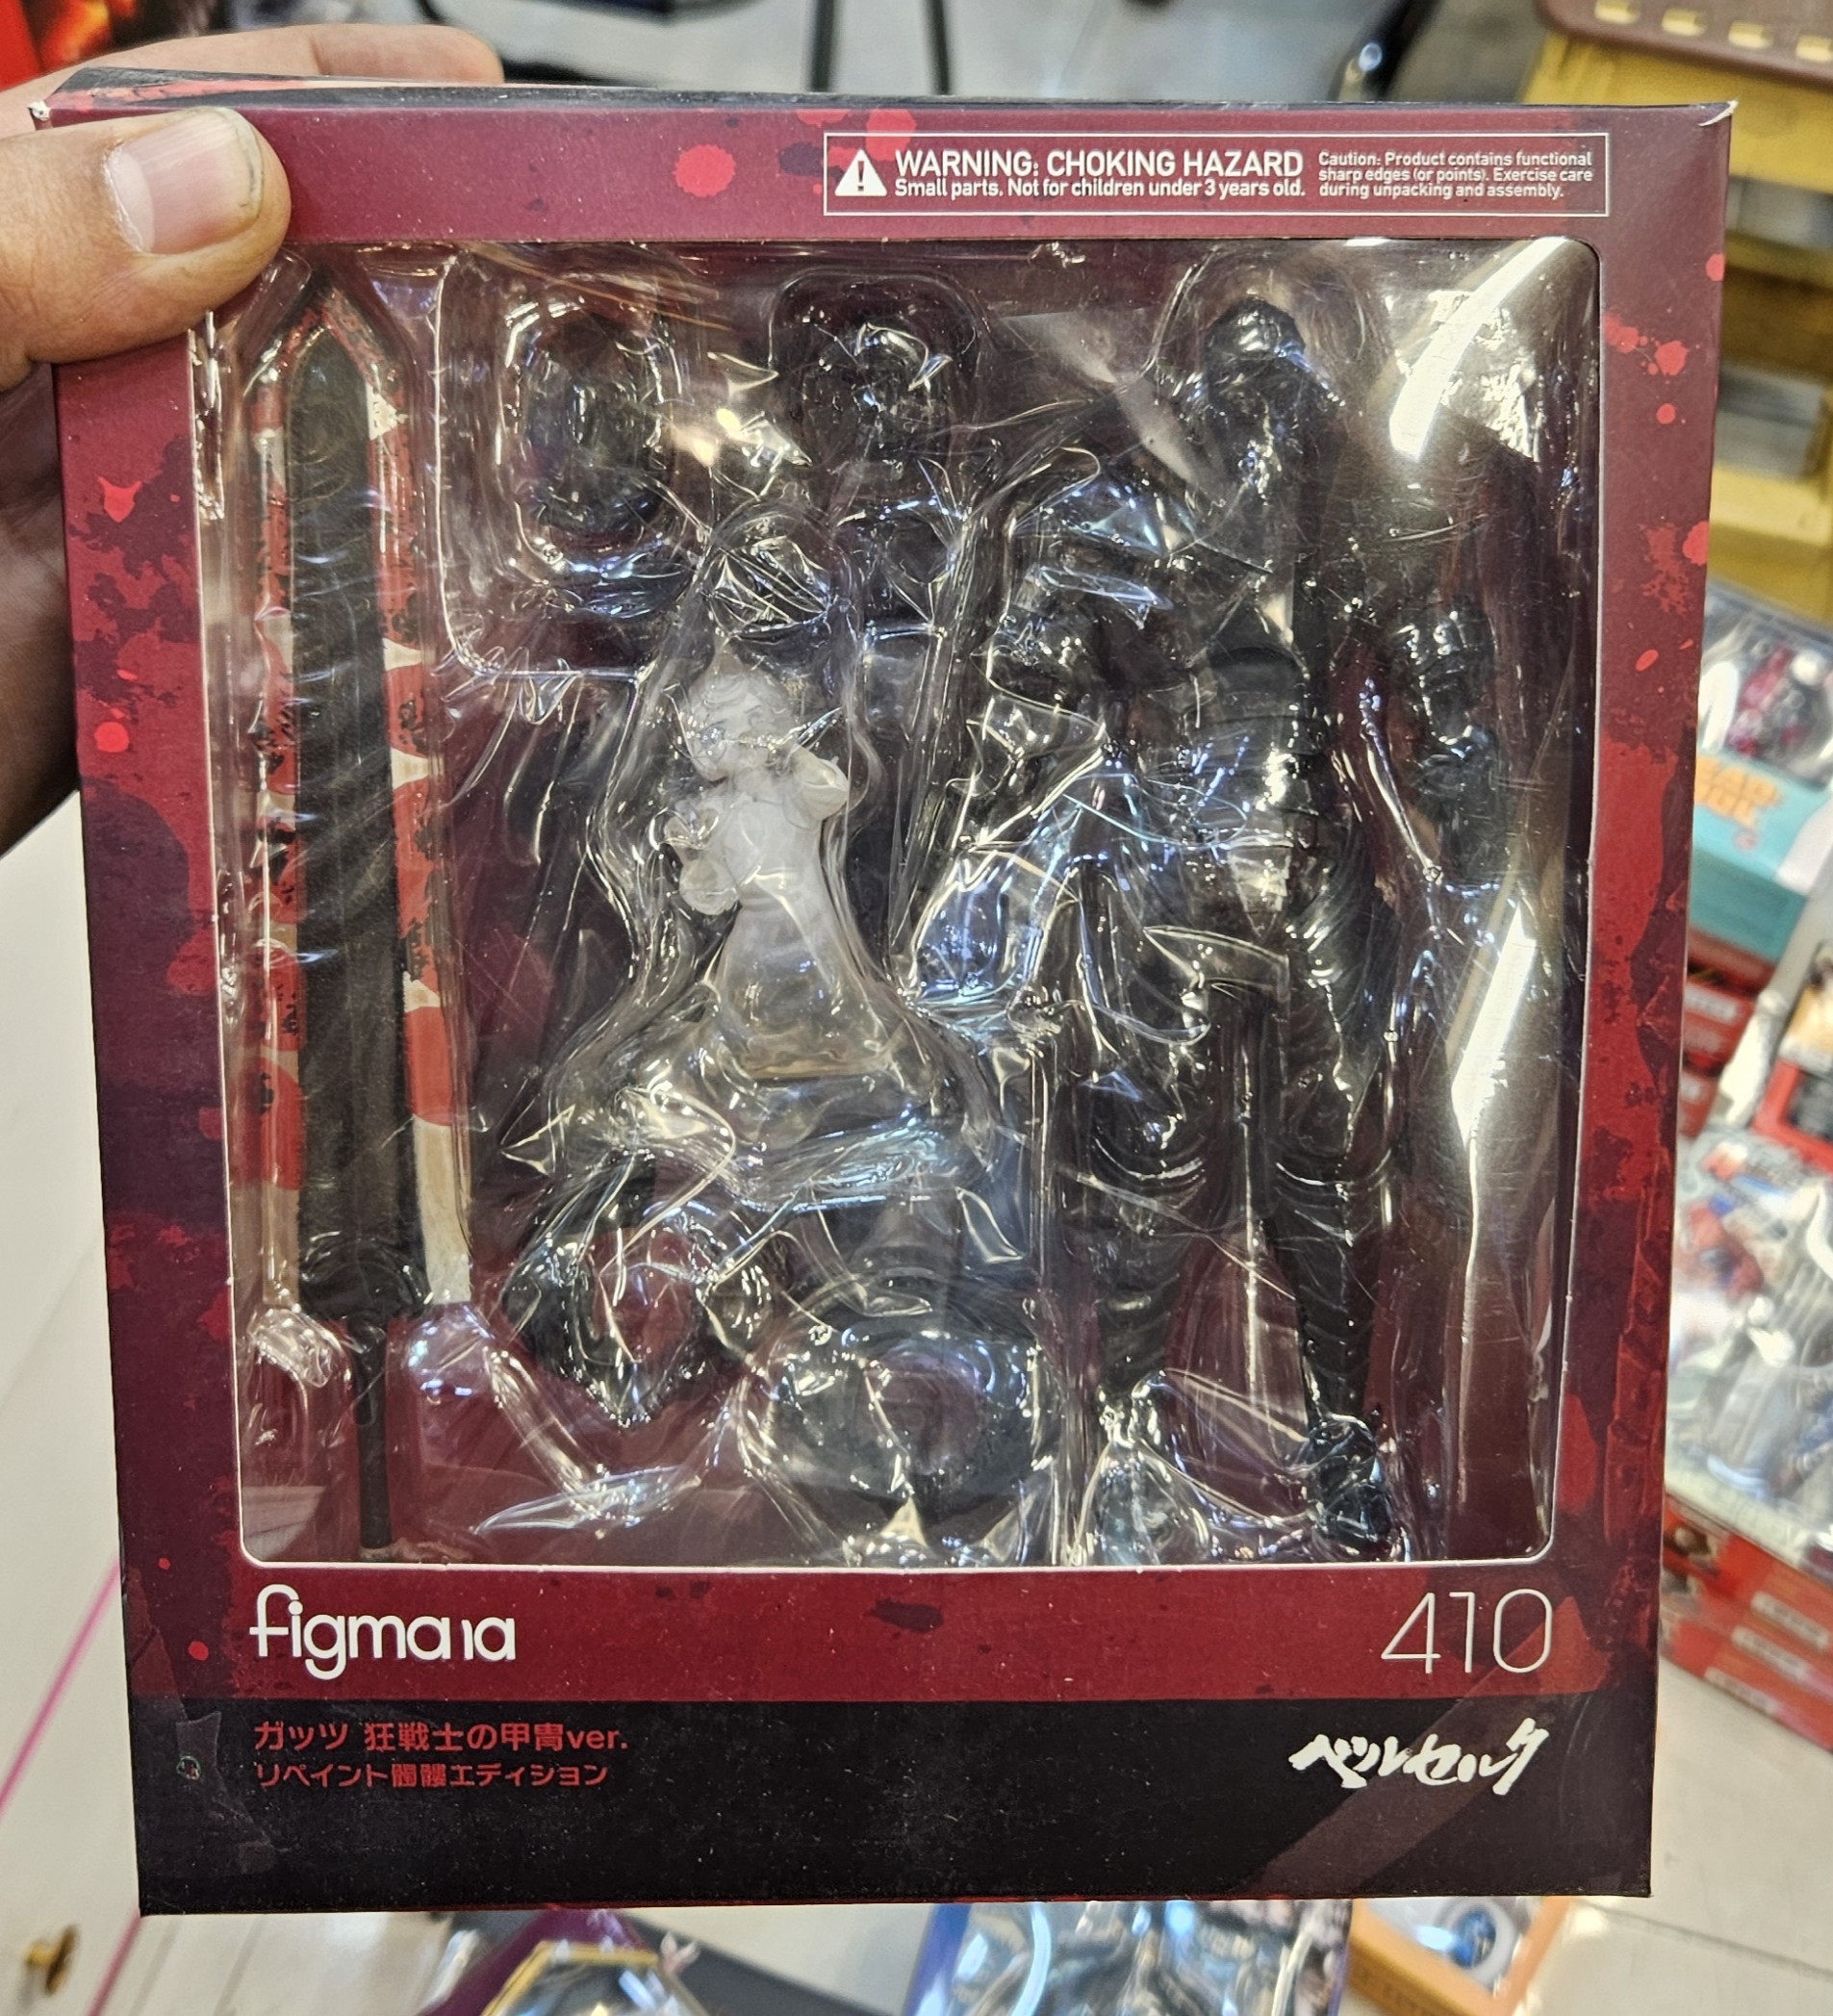 WARNING: CHOKING HAZARD
Small parts. Not for children under 3 years old.
Caution: Product contains functional
sharp edges (or points). Exercise care
during unpacking and assembly.
figma
410
ガッツ 狂戦士の甲冑ver.
リペイント髑髏エディション
ベルセルク